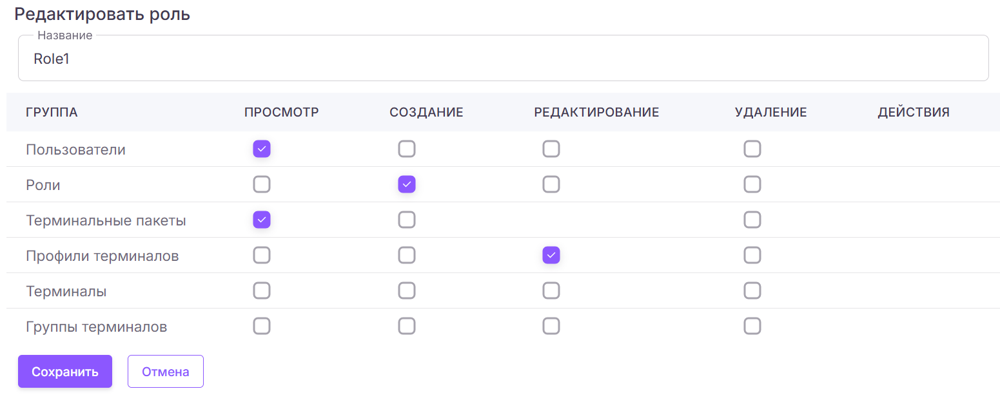 Редактировать роль
Название
Role1
ГРУППА ПРОСМОТР СОЗДАНИЕ РЕДАКТИРОВАНИЕ УДАЛЕНИЕ ДЕЙСТВИЯ
Пользователи
Роли
Терминальные пакеты
Профили терминалов
Терминалы
Группы терминалов
Сохранить Отмена